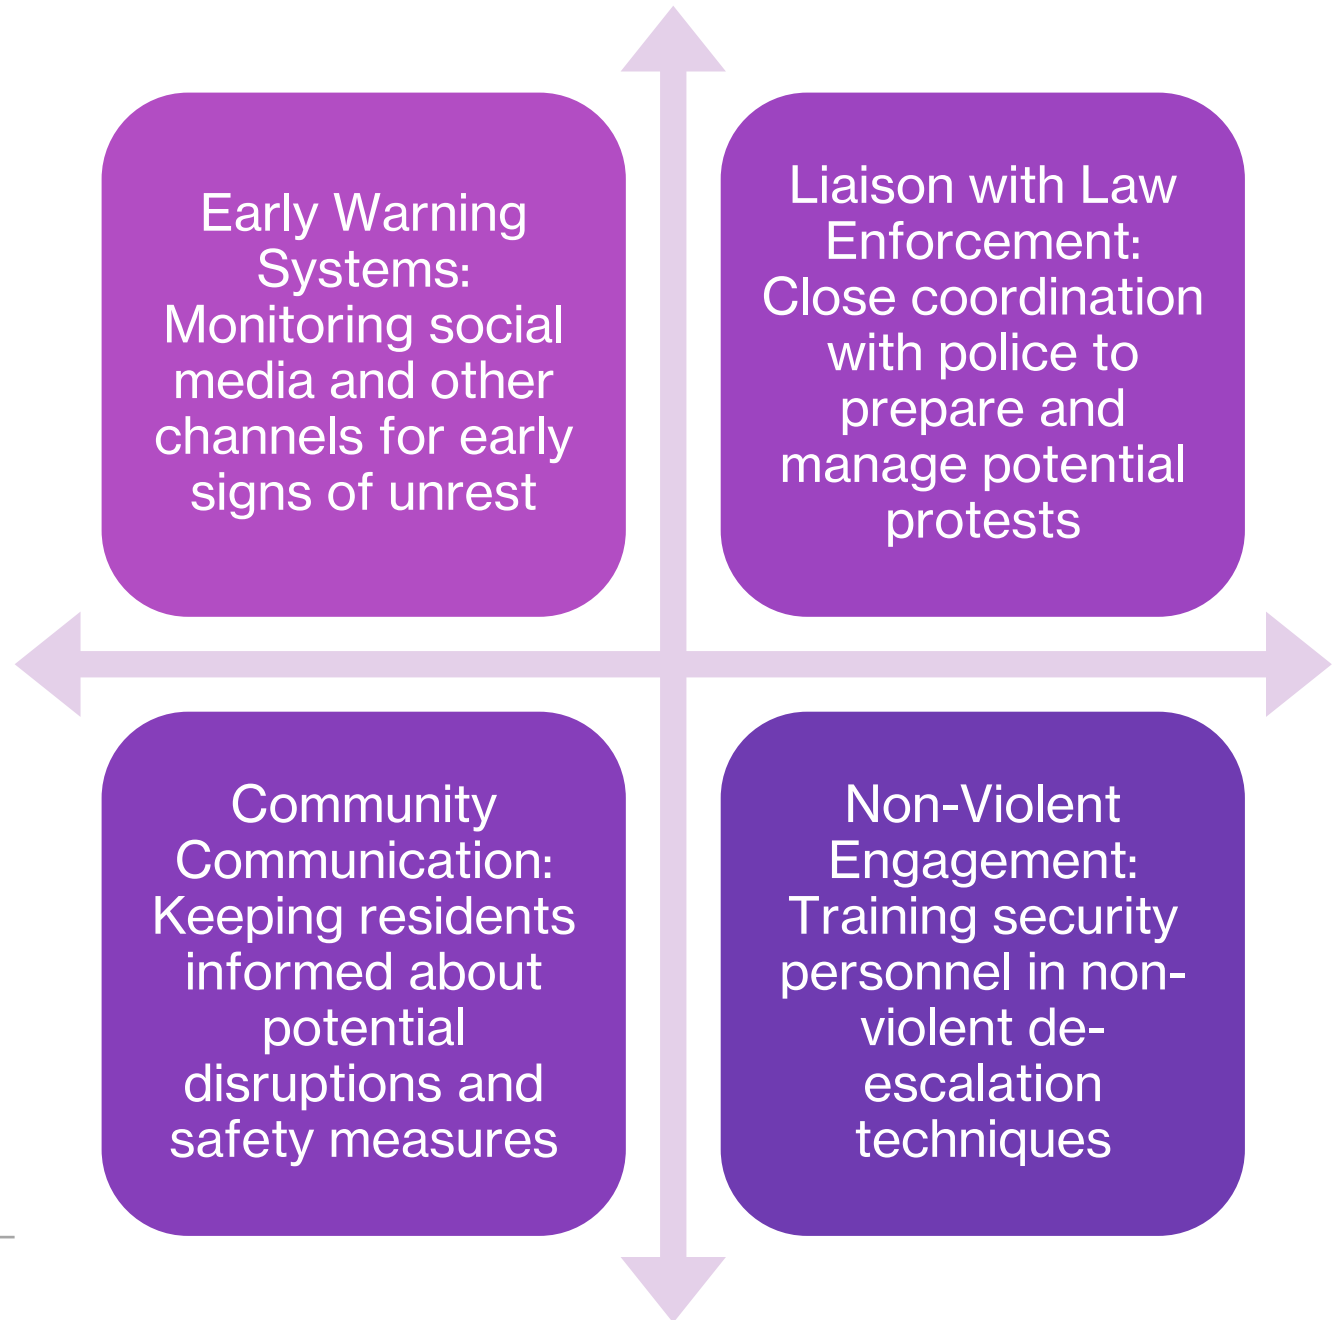 Early Warning
Systems:
Monitoring social
media and other
channels for early
signs of unrest
Liaison with Law
Enforcement:
Close coordination
with police to
prepare and
manage potential
protests
Community
Communication:
Keeping residents
informed about
potential
disruptions and
safety measures
Non-Violent
Engagement:
Training security
personnel in non-
violent de-
escalation
techniques